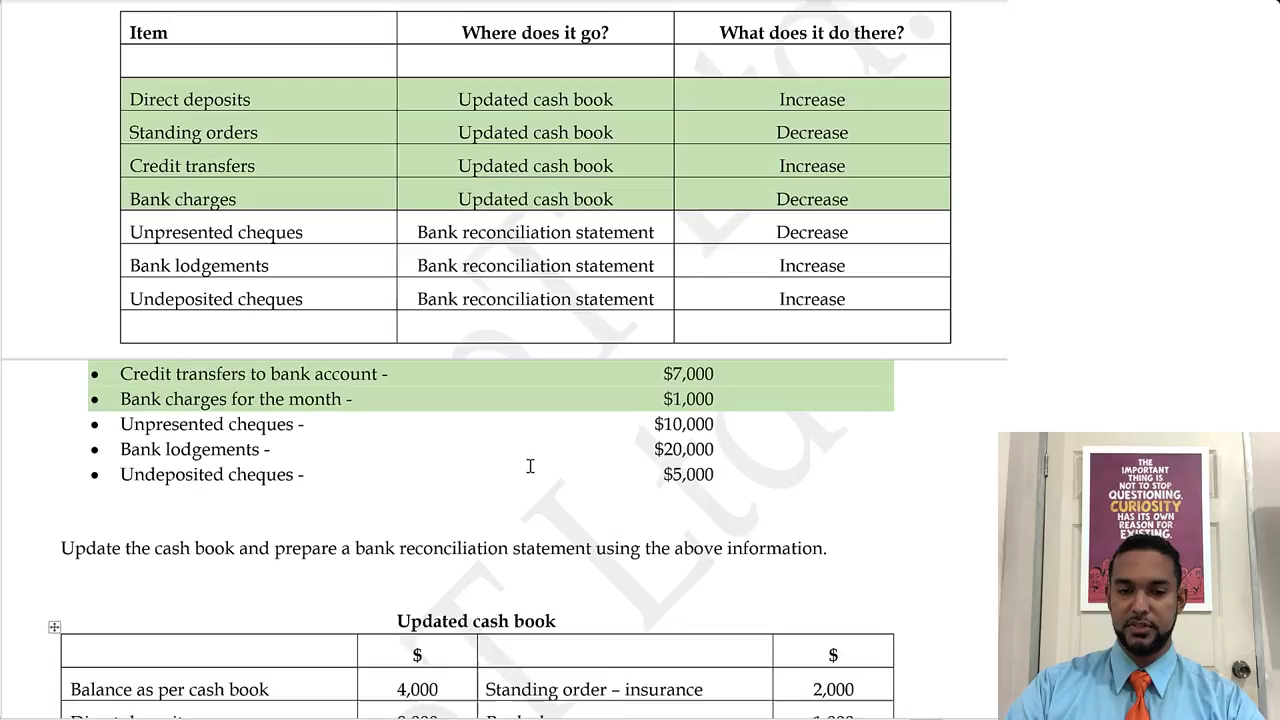 Item Where does it go? What does it do there?
Direct deposits Updated cash book Increase
Standing orders Updated cash book Decrease
Credit transfers Updated cash book Increase
Bank charges Updated cash book Decrease
Unpresented cheques Bank reconciliation statement Decrease
Bank lodgements Bank reconciliation statement Increase
Undeposited cheques Bank reconciliation statement Increase
• Credit transfers to bank account - $7,000
• Bank charges for the month - $1,000
• Unpresented cheques - $10,000
• Bank lodgements - $20,000
• Undeposited cheques - $5,000
Update the cash book and prepare a bank reconciliation statement using the above information.
Updated cash book
$ $
Balance as per cash book 4,000 Standing order – insurance 2,000
THE
IMPORTANT
THING IS
NOT TO STOP
QUESTIONING.
CURIOSITY
HAS ITS OWN
REASON FOR
EXISTING.